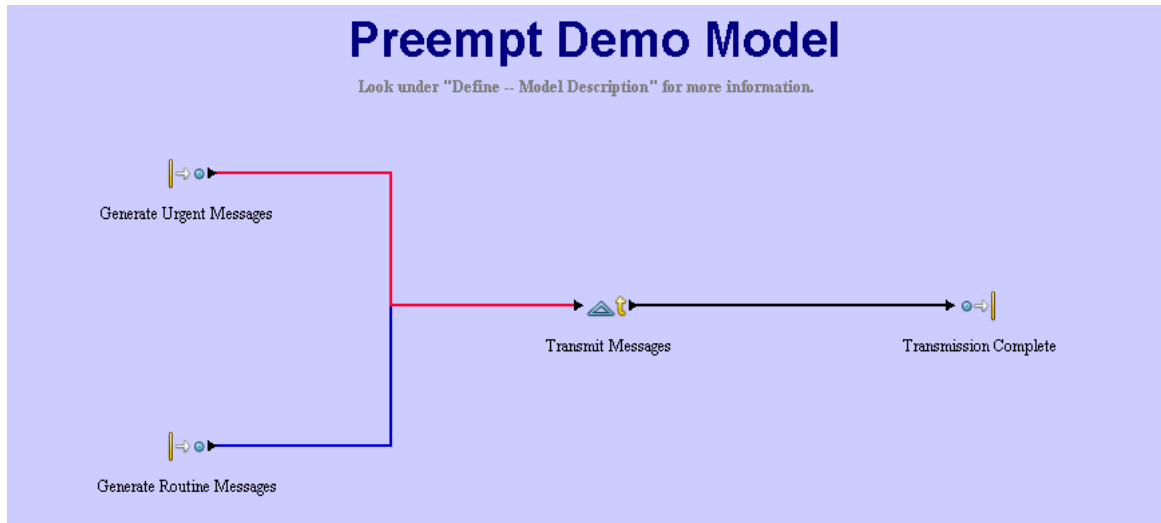 Preempt Demo Model
Look under "Define -- Model Description" for more information.
Generate Urgent Messages
Transmit Messages
Transmission Complete
Generate Routine Messages